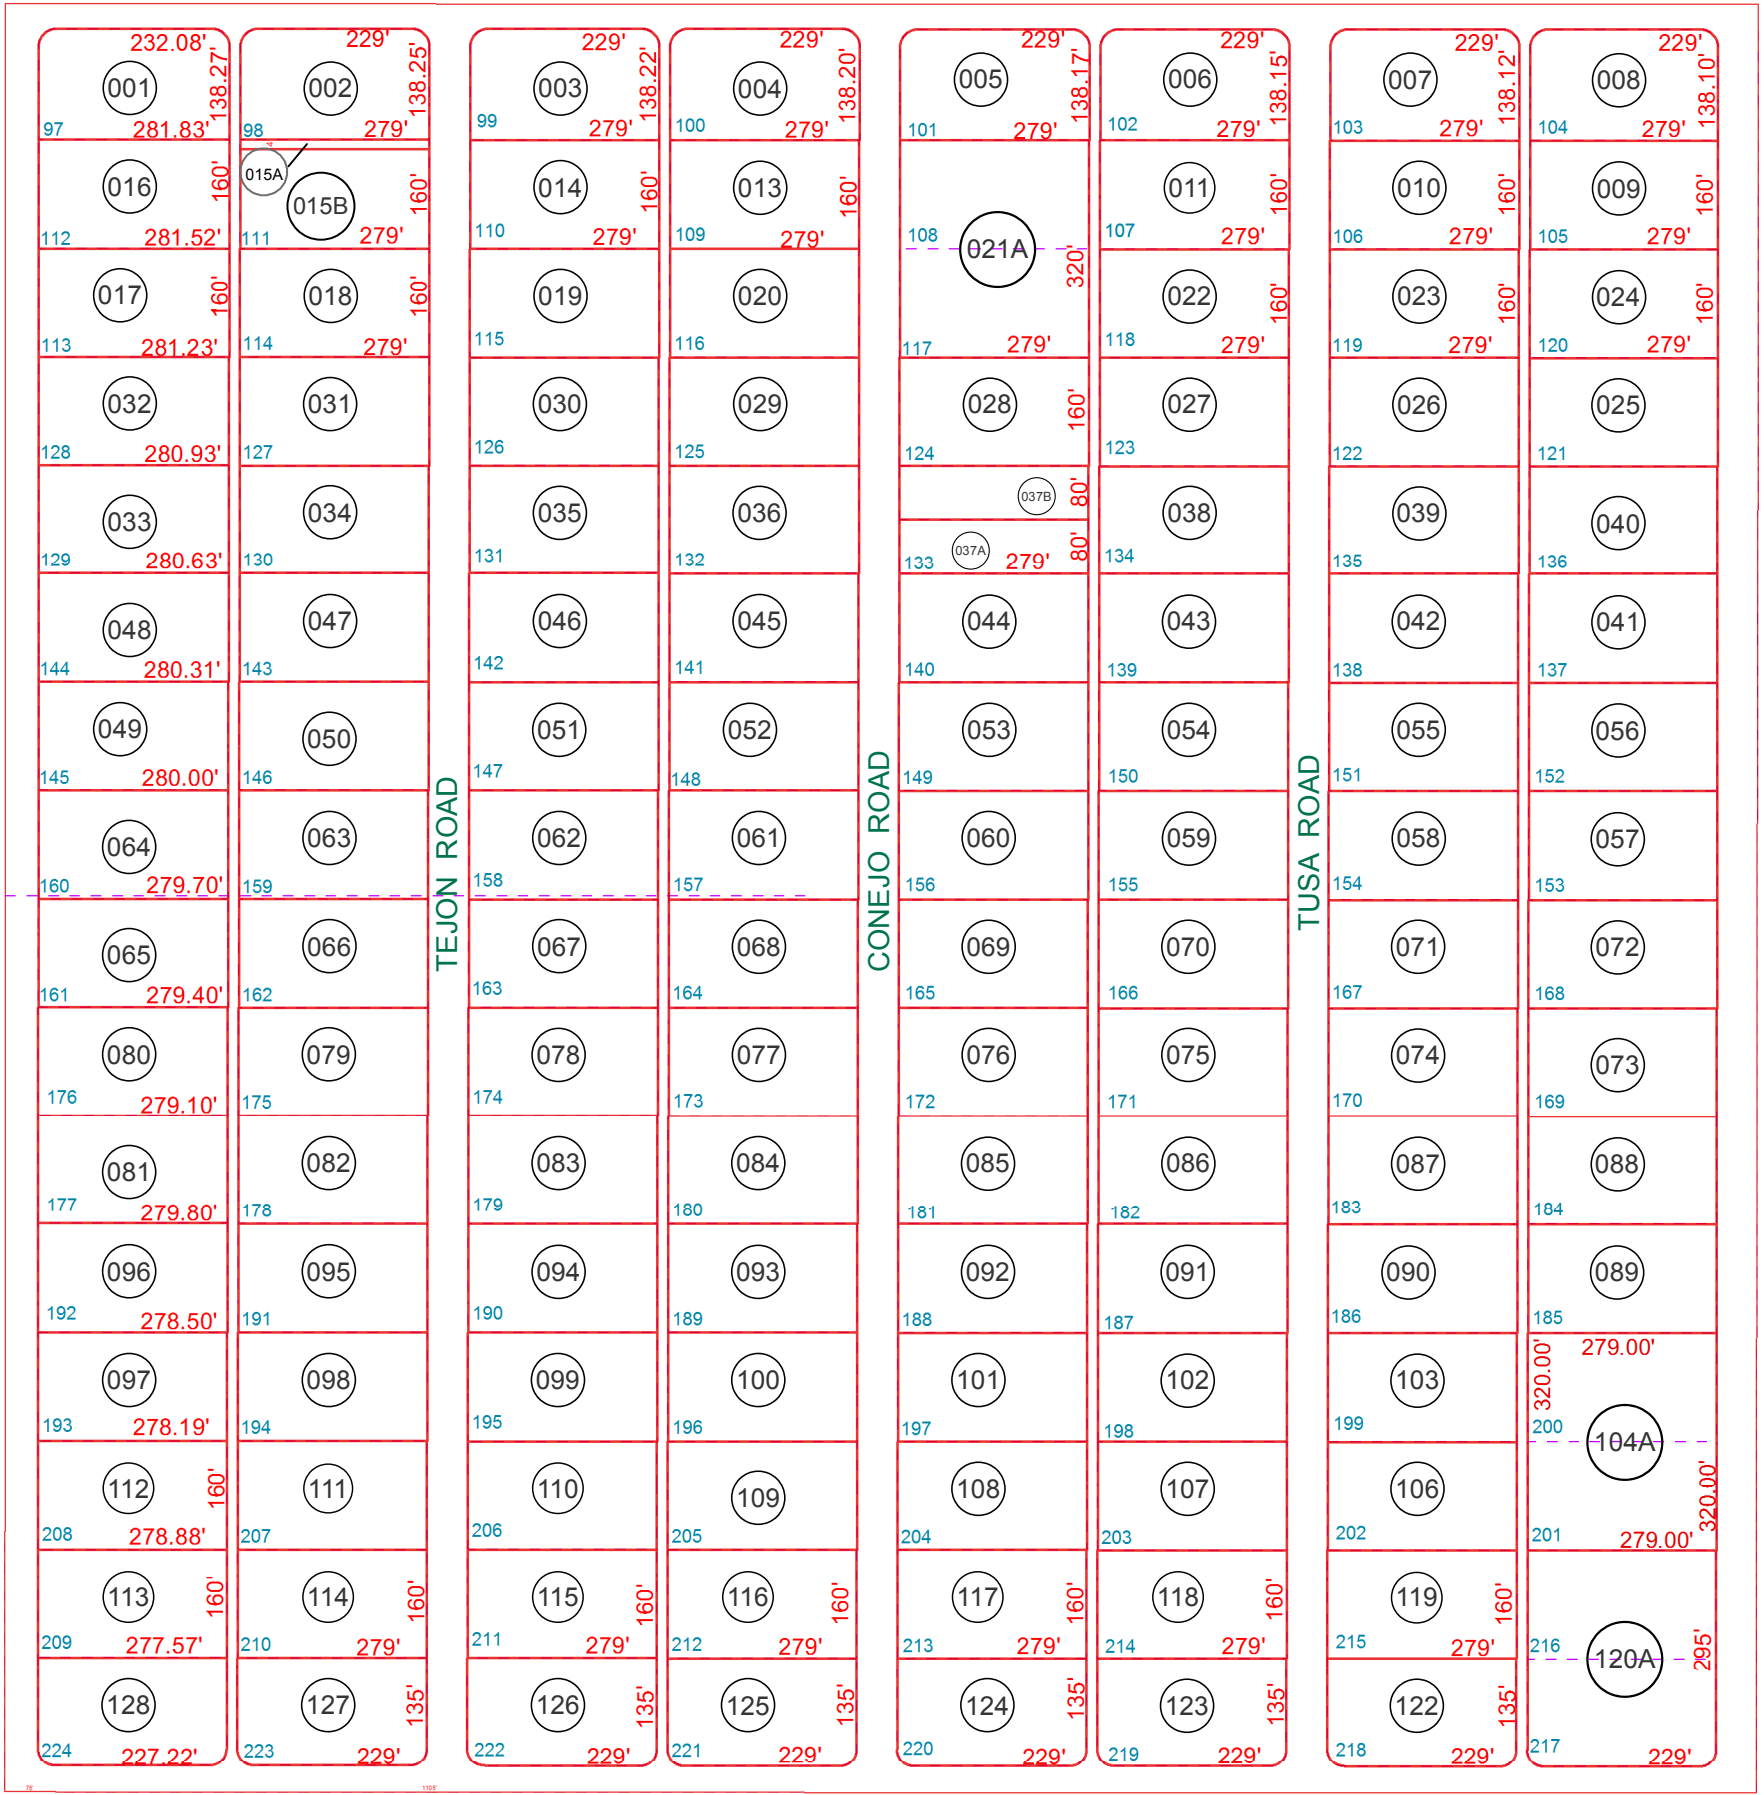 232.08' 229' 229' 229' 229' 229' 229' 229'
001 138.27' 002 138.25' 003 138.22' 004 138.20' 005 138.17' 006 138.15' 007 138.12' 008 138.10'
97 281.83' 98 279' 99 279' 100 279' 101 279' 102 279' 103 279' 104 279'
016 160' 015A 015B 160' 014 160' 013 160' 011 160' 010 160' 009 160'
112 281.52' 111 279' 110 279' 109 279' 108 021A 320' 107 279' 106 279' 105 279'
017 160' 018 160' 019 020 022 160' 023 160' 024 160'
113 281.23' 114 279' 115 116 117 279' 118 279' 119 279' 120 279'
032 031 030 029 028 160' 027 026 025
128 280.93' 127 126 125 124 123 122 121
037B 80'
033 034 035 036 038 039 040
129 280.63' 130 131 132 133 037A 279' 80' 134 135 136
048 047 046 045 044 043 042 041
144 280.31' 143 142 141 140 139 138 137
049 050 051 052 053 054 055 056
145 280.00' 146 147 148 149 150 151 152
TEJON ROAD
CONEJO ROAD
TUSA ROAD
064 063 062 061 060 059 058 057
160 279.70' 159 158 157 156 155 154 153
065 066 067 068 069 070 071 072
161 279.40' 162 163 164 165 166 167 168
080 079 078 077 076 075 074 073
176 279.10' 175 174 173 172 171 170 169
081 082 083 084 085 086 087 088
177 279.80' 178 179 180 181 182 183 184
096 095 094 093 092 091 090 089
192 278.50' 191 190 189 188 187 186 185
279.00'
097 098 099 100 101 102 103 320.00'
193 278.19' 194 195 196 197 198 199 200
104A
112 160' 111 110 109 108 107 106 320.00'
208 278.88' 207 206 205 204 203 202 201 279.00'
113 160' 114 160' 115 160' 116 160' 117 160' 118 160' 119 160'
209 277.57' 210 279' 211 279' 212 279' 213 279' 214 279' 215 279' 216 120A 295'
128 127 135' 126 135' 125 135' 124 135' 123 135' 122 135'
224 227.22' 223 229' 222 229' 221 229' 220 229' 219 229' 218 229' 217 229'
75' 1105'